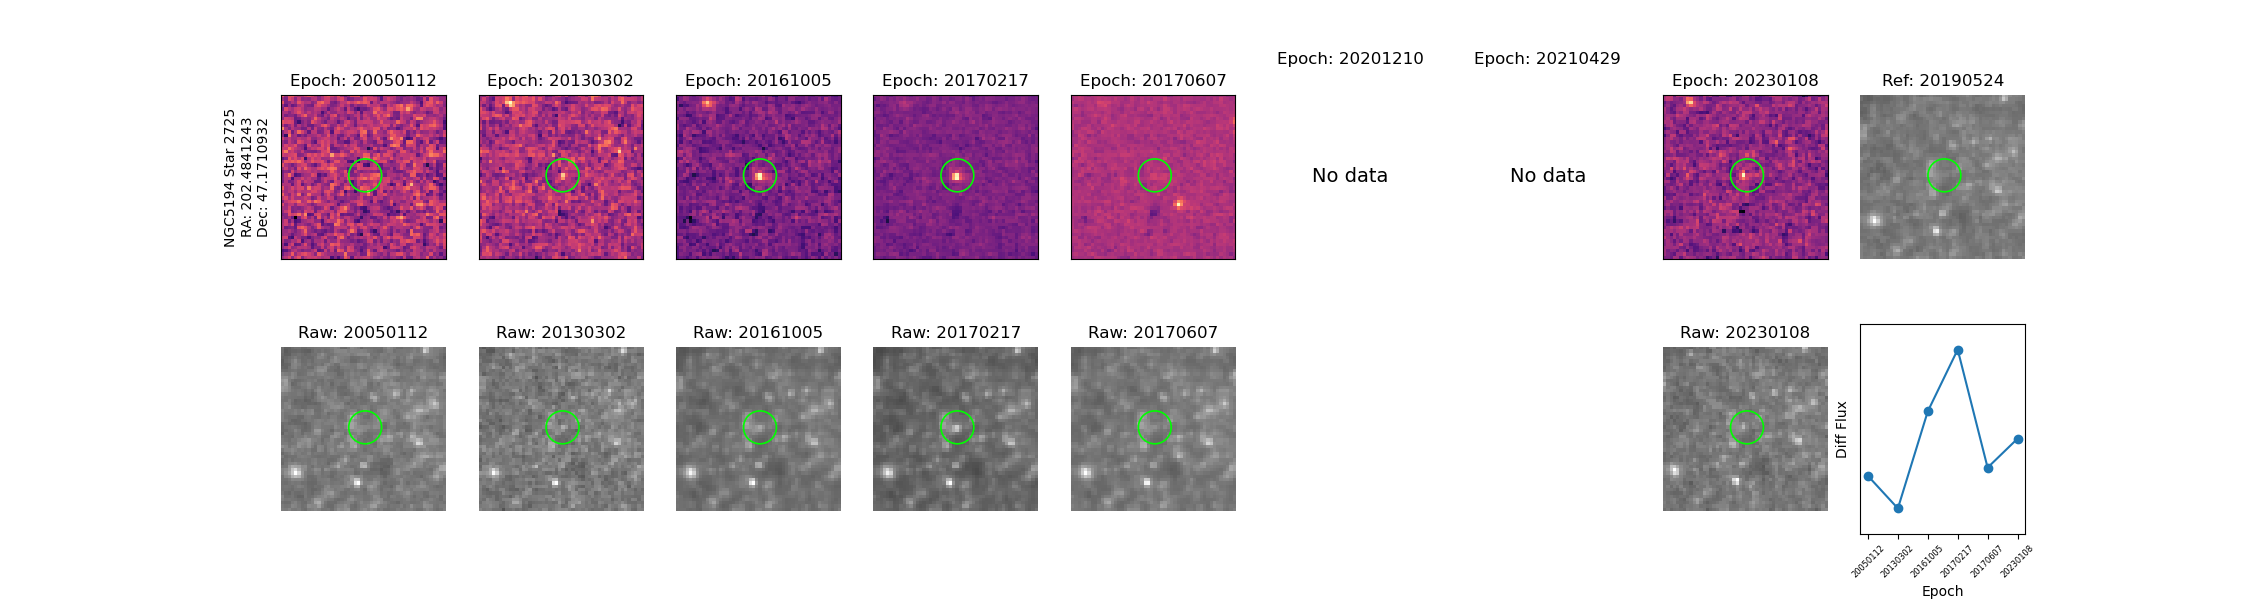 Epoch: 20050112
Epoch: 20130302
Epoch: 20161005
Epoch: 20170217
Epoch: 20170607
Epoch: 20201210
Epoch: 20210429
Epoch: 20230108
Ref: 20190524
NGC5194 Star 2725
RA: 202.4841243
Dec: 47.1710932
No data
No data
Raw: 20050112
Raw: 20130302
Raw: 20161005
Raw: 20170217
Raw: 20170607
Raw: 20230108
Diff Flux
20050112
20130302
20161005
20170217
20170607
20230108
Epoch